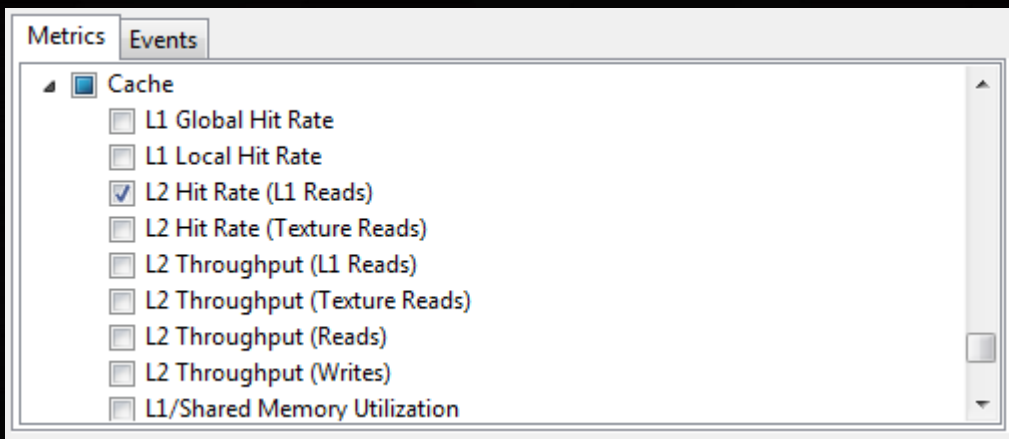 Metrics Events
Cache
L1 Global Hit Rate
L1 Local Hit Rate
L2 Hit Rate (L1 Reads)
L2 Hit Rate (Texture Reads)
L2 Throughput (L1 Reads)
L2 Throughput (Texture Reads)
L2 Throughput (Reads)
L2 Throughput (Writes)
L1/Shared Memory Utilization